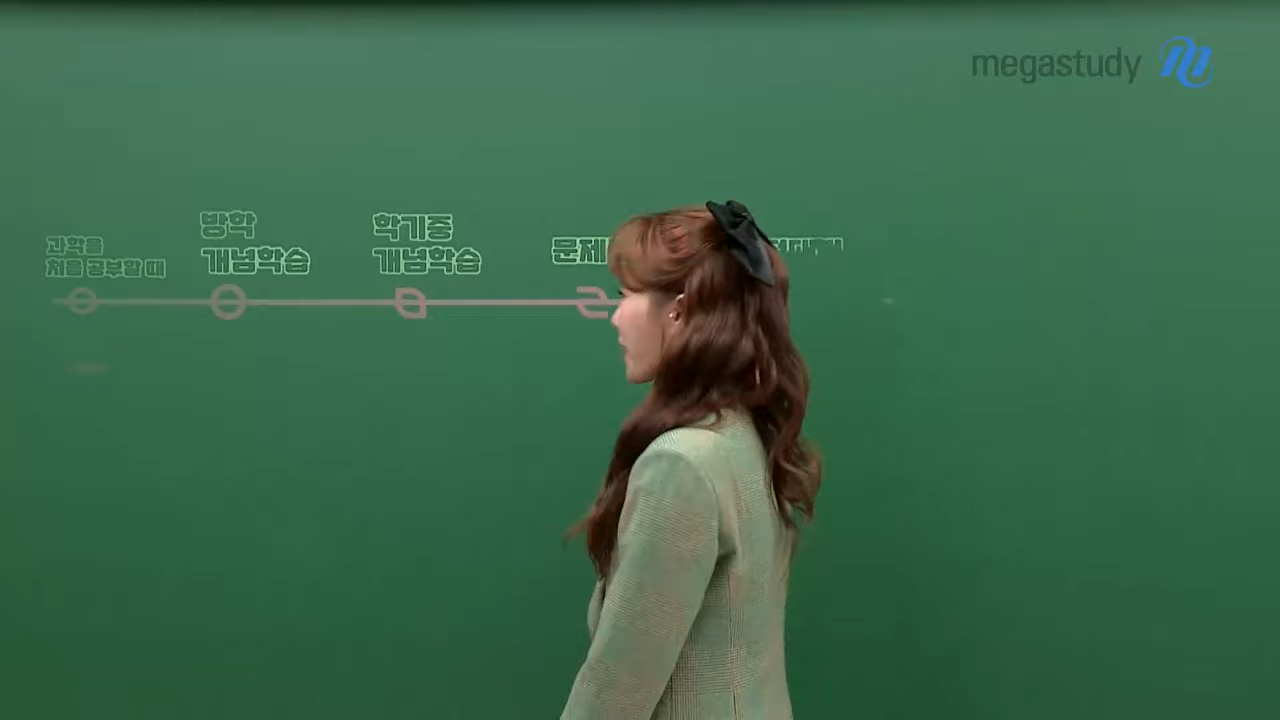 megastudy
과학을
처음 공부할 때
방학
개념학습
학기중
개념학습
문제